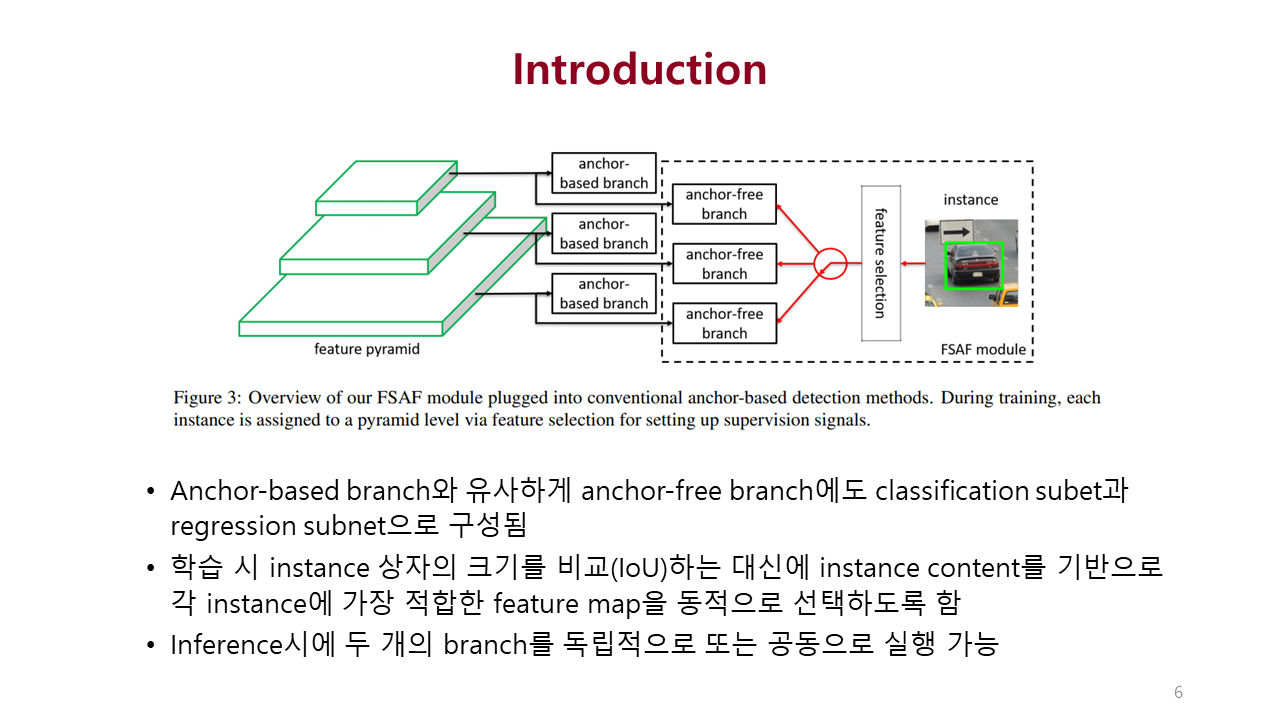 Introduction
anchor-
based branch
anchor-free
branch
anchor-
based branch
anchor-free
branch
anchor-
based branch
anchor-free
branch
feature selection
instance
feature pyramid
FSAF module
Figure 3: Overview of our FSAF module plugged into conventional anchor-based detection methods. During training, each
instance is assigned to a pyramid level via feature selection for setting up supervision signals.
• Anchor-based branch와 유사하게 anchor-free branch에도 classification subet과
regression subnet으로 구성됨
• 학습 시 instance 상자의 크기를 비교(IoU)하는 대신에 instance content를 기반으로
각 instance에 가장 적합한 feature map을 동적으로 선택하도록 함
• Inference시에 두 개의 branch를 독립적으로 또는 공동으로 실행 가능
6